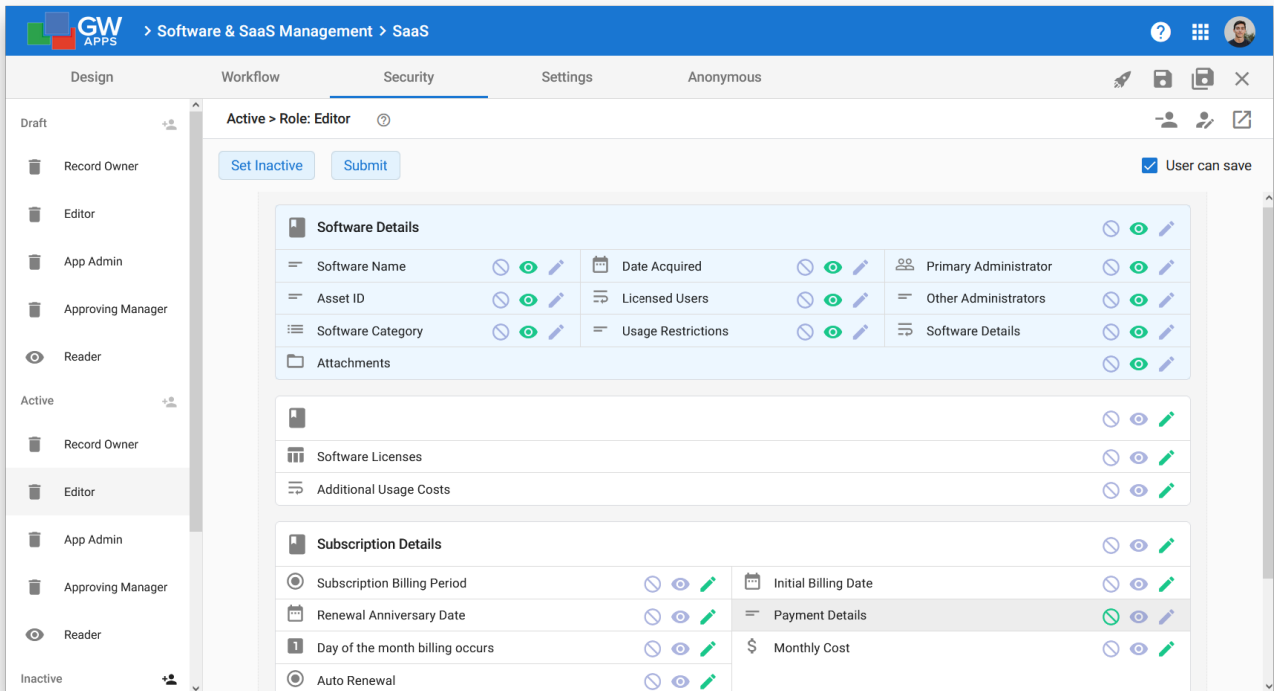 GW
APPS
> Software & SaaS Management > SaaS
Design
Workflow
Security
Settings
Anonymous
Draft
Record Owner
Editor
App Admin
Approving Manager
Reader
Active
Record Owner
Editor
App Admin
Approving Manager
Reader
Inactive
Active > Role: Editor
Set Inactive
Submit
User can save
Software Details
Software Name
Date Acquired
Primary Administrator
Asset ID
Licensed Users
Other Administrators
Software Category
Usage Restrictions
Software Details
Attachments
Software Licenses
Additional Usage Costs
Subscription Details
Subscription Billing Period
Initial Billing Date
Renewal Anniversary Date
Payment Details
Day of the month billing occurs
Monthly Cost
Auto Renewal